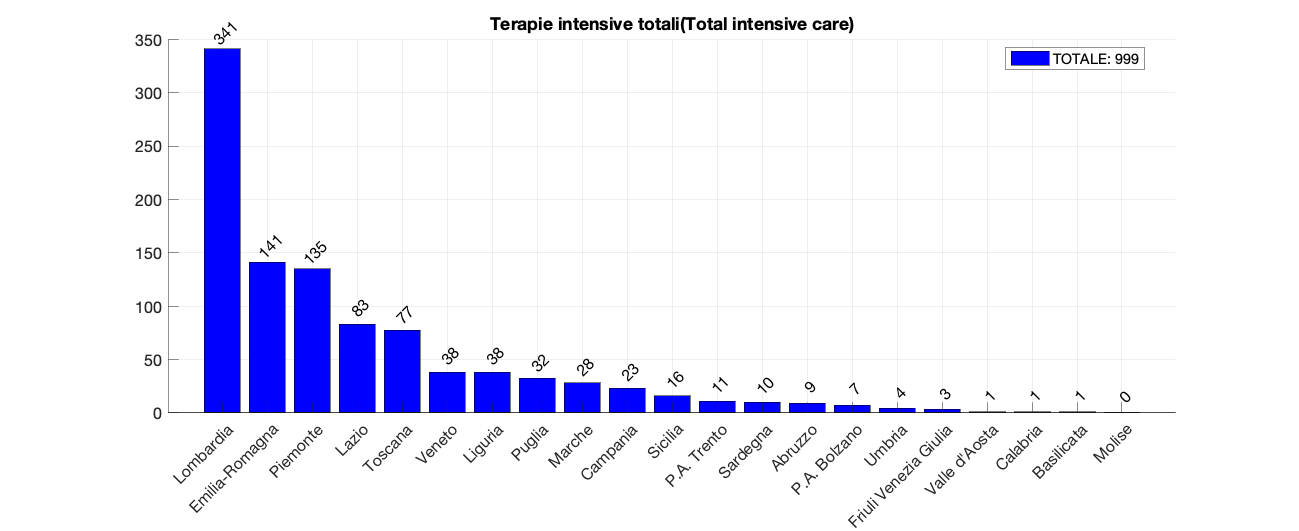 Terapie intensive totali(Total intensive care)
TOTALE: 999
350
300
250
200
150
100
50
0
341
141
135
83
77
38
38
32
28
23
16
11
10
9
7
4
3
1
1
1
0
Lombardia
Emilia-Romagna
Piemonte
Lazio
Toscana
Veneto
Liguria
Puglia
Marche
Campania
Sicilia
P.A. Trento
Sardegna
Abruzzo
P.A. Bolzano
Umbria
Friuli Venezia Giulia
Valle d'Aosta
Calabria
Basilicata
Molise